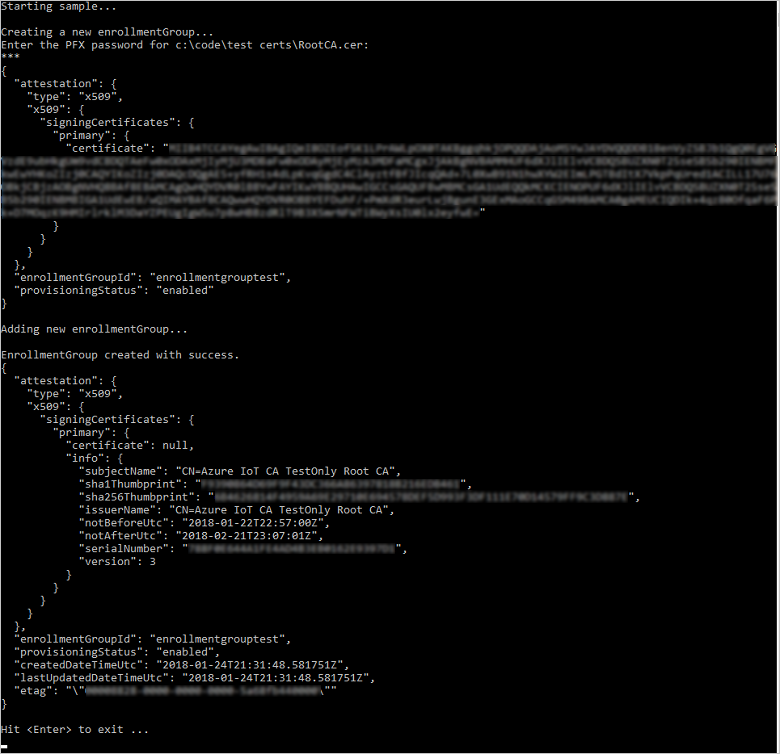 Starting sample...
Creating a new enrollmentGroup...
Enter the PFX password for c:\code\test certs\RootCA.cer:
***
{
"attestation": {
"type": "x509",
"x509": {
"signingCertificates": {
"primary": {
"certificate": "
"
}
}
}
},
"enrollmentGroupId": "enrollmentgrouptest",
"provisioningStatus": "enabled"
}
Adding new enrollmentGroup...
EnrollmentGroup created with success.
{
"attestation": {
"type": "x509",
"x509": {
"signingCertificates": {
"primary": {
"certificate": null,
"info": {
"subjectName": "CN=Azure IoT CA TestOnly Root CA",
"sha1Thumbprint": "",
"sha256Thumbprint": "",
"issuerName": "CN=Azure IoT CA TestOnly Root CA",
"notBeforeUtc": "2018-01-22T22:57:00Z",
"notAfterUtc": "2018-02-21T23:07:01Z",
"serialNumber": "",
"version": 3
}
}
}
}
},
"enrollmentGroupId": "enrollmentgrouptest",
"provisioningStatus": "enabled",
"createdDateTimeUtc": "2018-01-24T21:31:48.581751Z",
"lastUpdatedDateTimeUtc": "2018-01-24T21:31:48.581751Z",
"etag": "\"\""
}
Hit <Enter> to exit ...